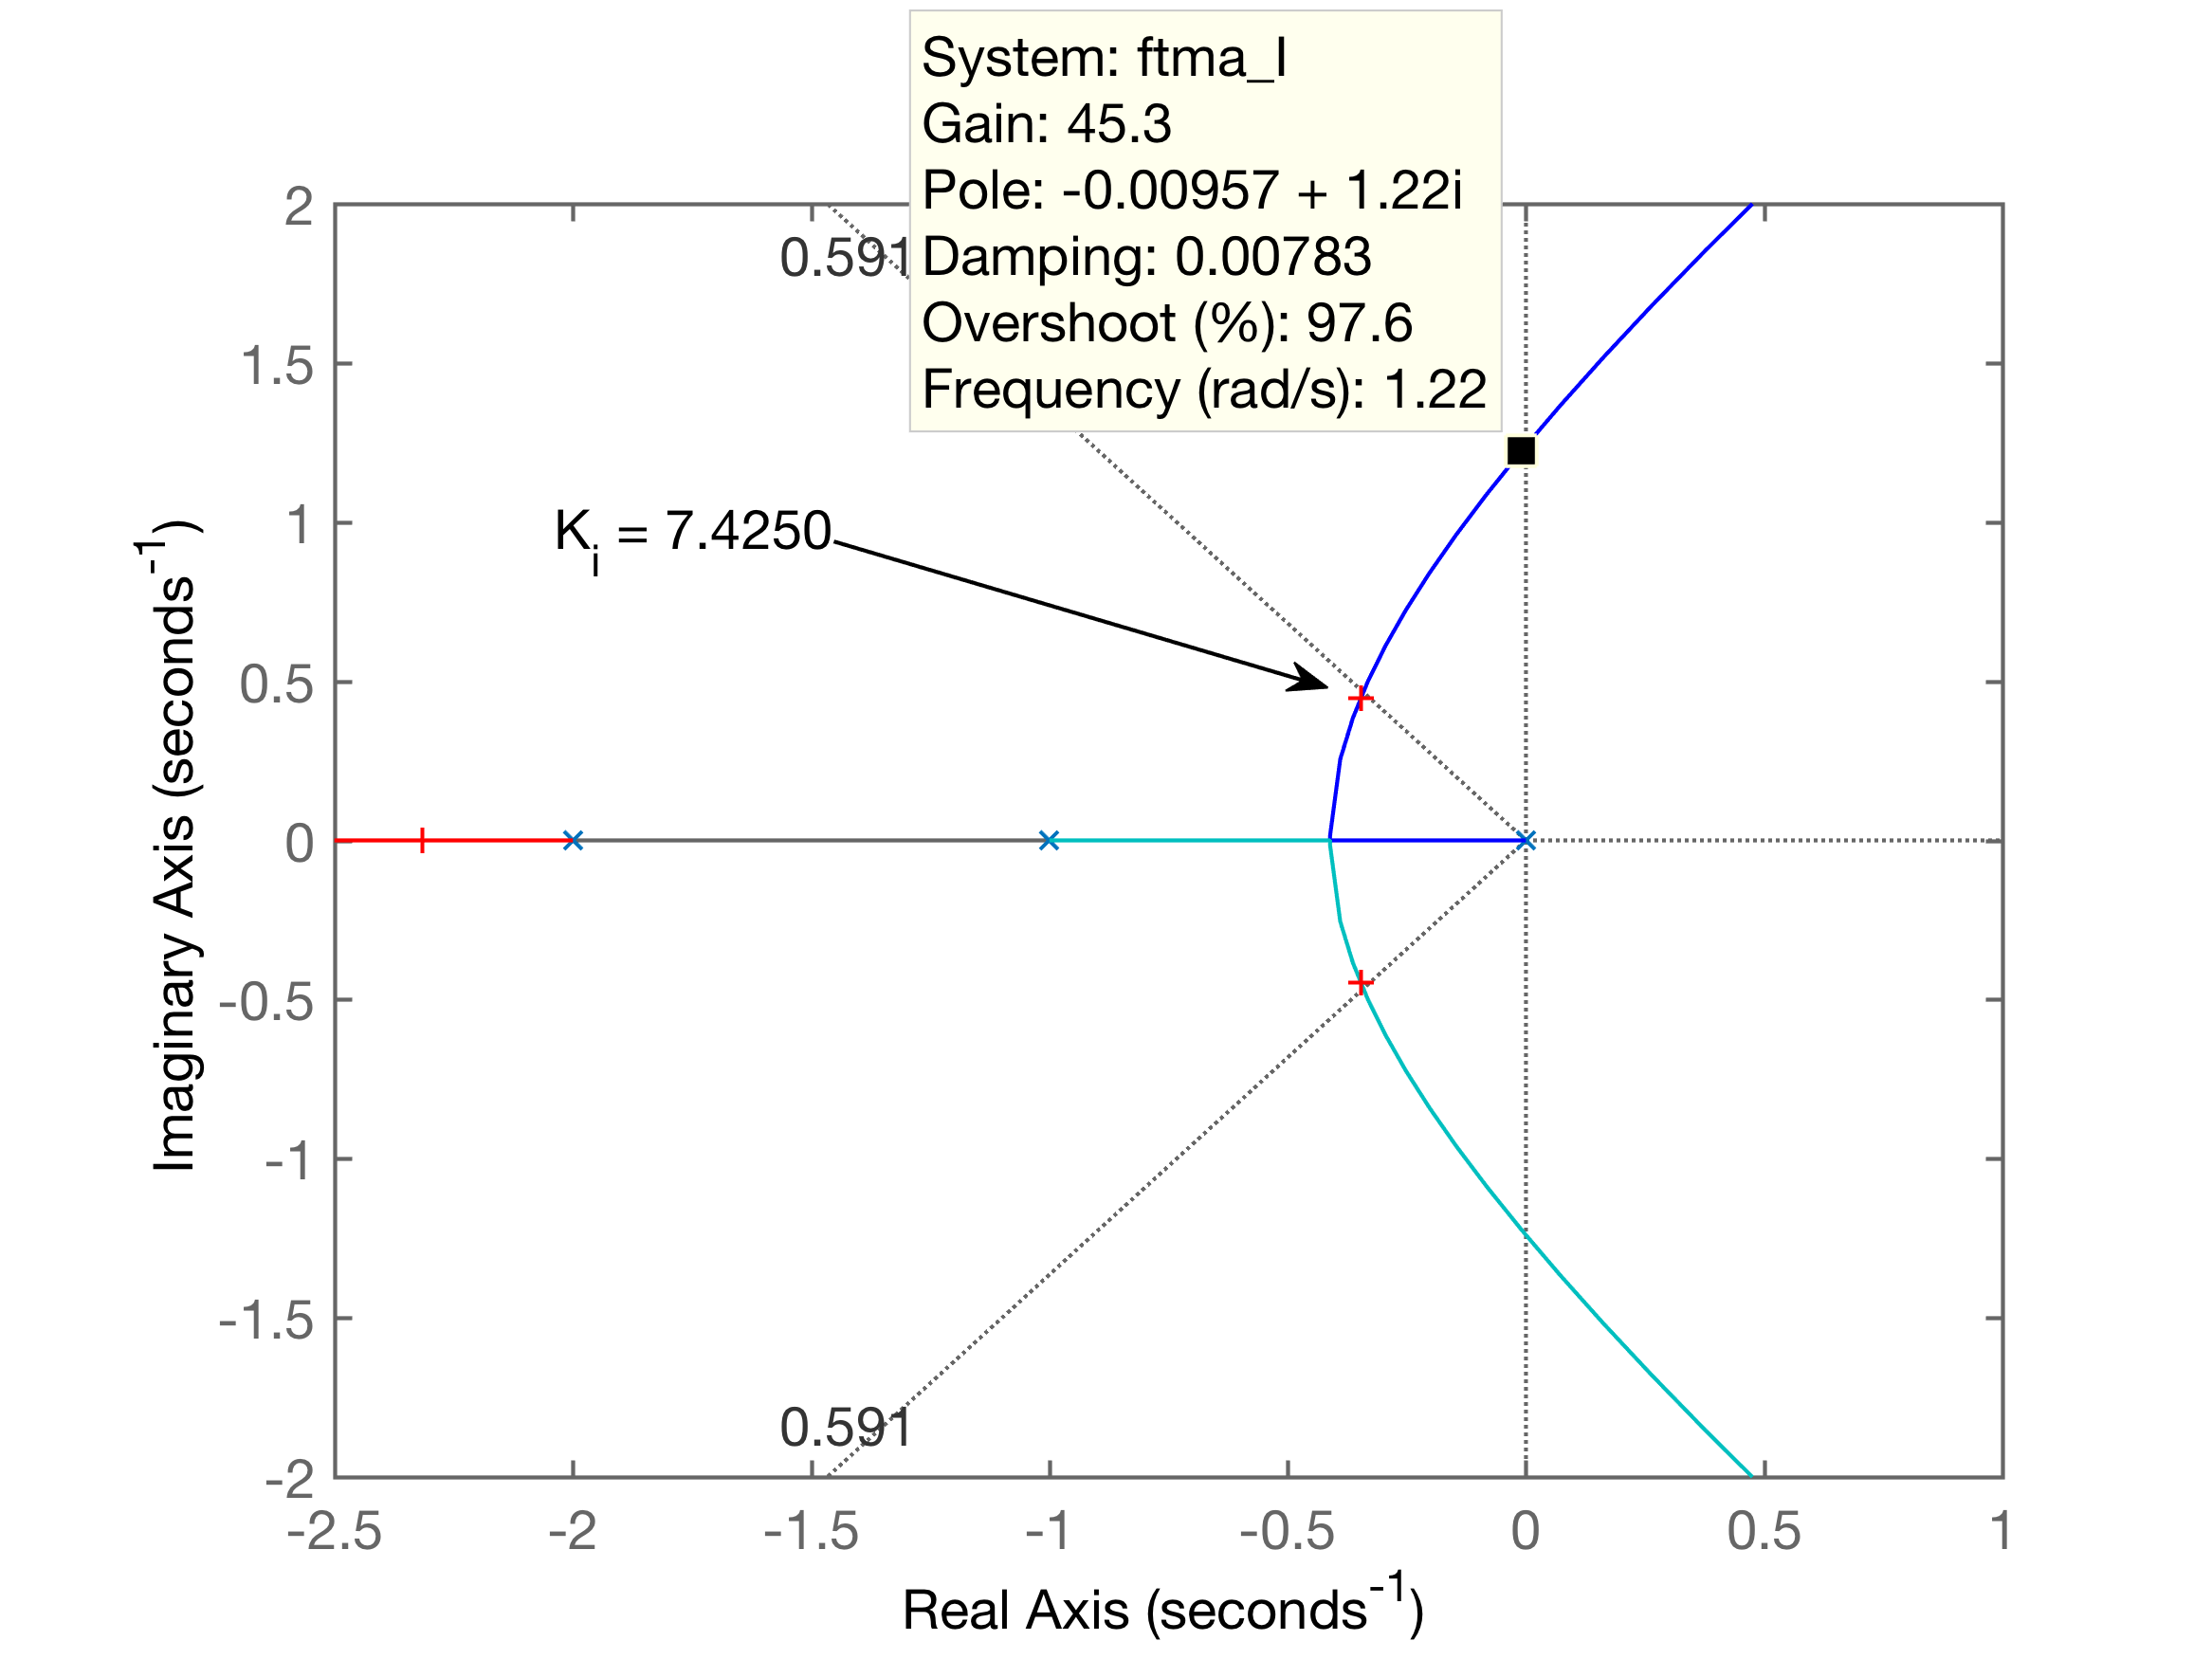 System: ftma_I
Gain: 45.3
Pole: -0.00957 + 1.22i
Damping: 0.00783
Overshoot (%): 97.6
Frequency (rad/s): 1.22
2
0.591
1.5
1
K_i = 7.4250
0.5
0
-0.5
-1
-1.5
0.591
-2
-2.5 -2 -1.5 -1 -0.5 0 0.5 1
Real Axis (seconds^-1)
Imaginary Axis (seconds^-1)